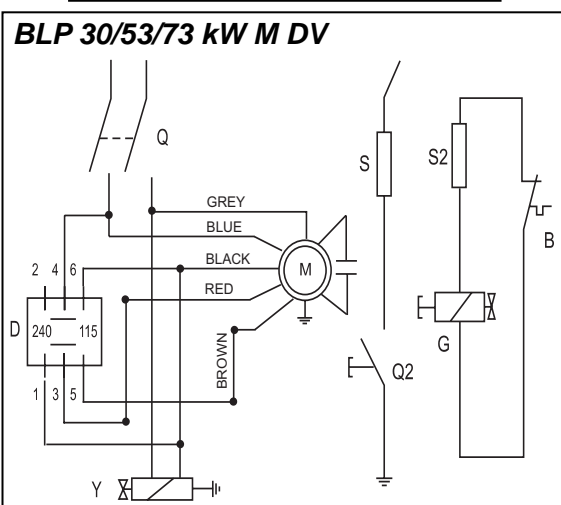 BLP 30/53/73 kW M DV
Q
GREY
BLUE
BLACK
RED
BROWN
M
2 4 6
D 240 115
1 3 5
Y
S
Q2
S2
B
G